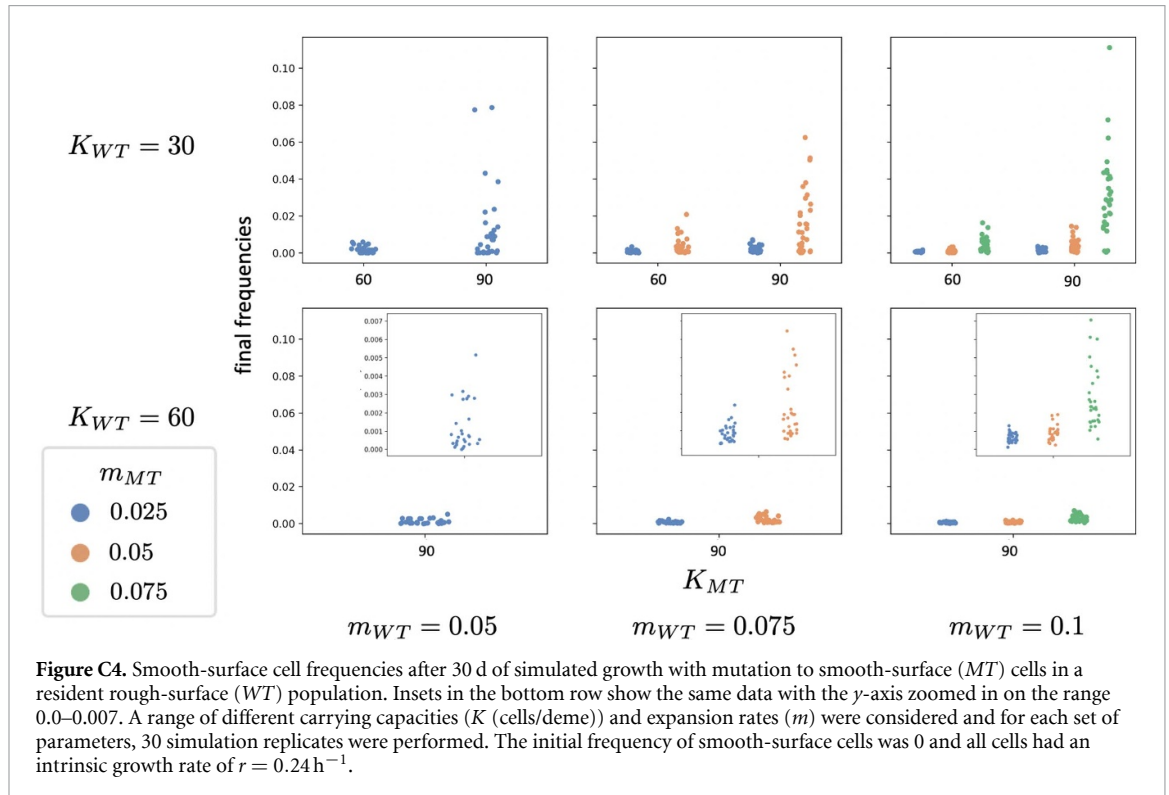 K_WT = 30
final frequencies
0.10
0.08
0.06
0.04
0.02
0.00
60
90
60
90
60
90
K_WT = 60
0.10
0.08
0.06
0.04
0.02
0.00
0.007
0.006
0.005
0.004
0.003
0.002
0.001
0.000
90
90
90
m_MT
0.025
0.05
0.075
K_MT
m_WT = 0.05
m_WT = 0.075
m_WT = 0.1
Figure C4. Smooth-surface cell frequencies after 30 d of simulated growth with mutation to smooth-surface (MT) cells in a
resident rough-surface (WT) population. Insets in the bottom row show the same data with the y-axis zoomed in on the range
0.0–0.007. A range of different carrying capacities (K (cells/deme)) and expansion rates (m) were considered and for each set of
parameters, 30 simulation replicates were performed. The initial frequency of smooth-surface cells was 0 and all cells had an
intrinsic growth rate of r = 0.24 h⁻¹.